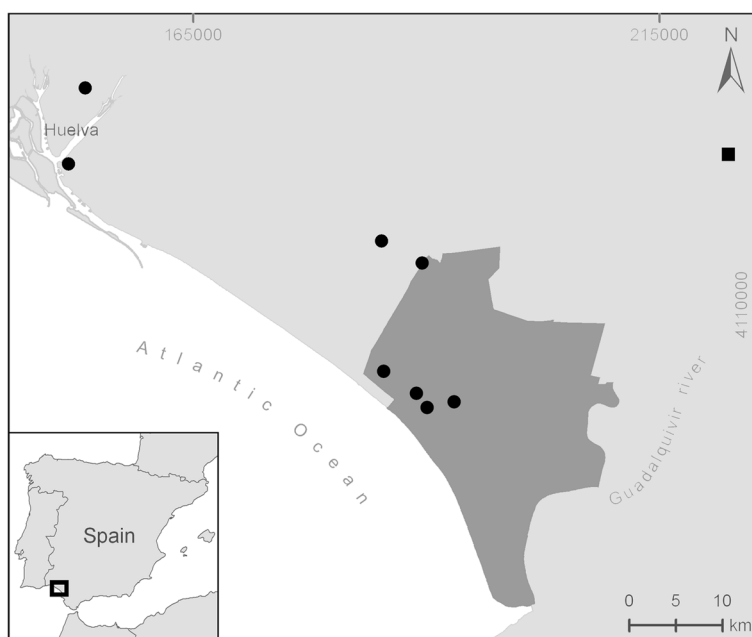 165000
215000
N
Huelva
4110000
Atlantic Ocean
Guadalquivir river
Spain
0 5 10
km